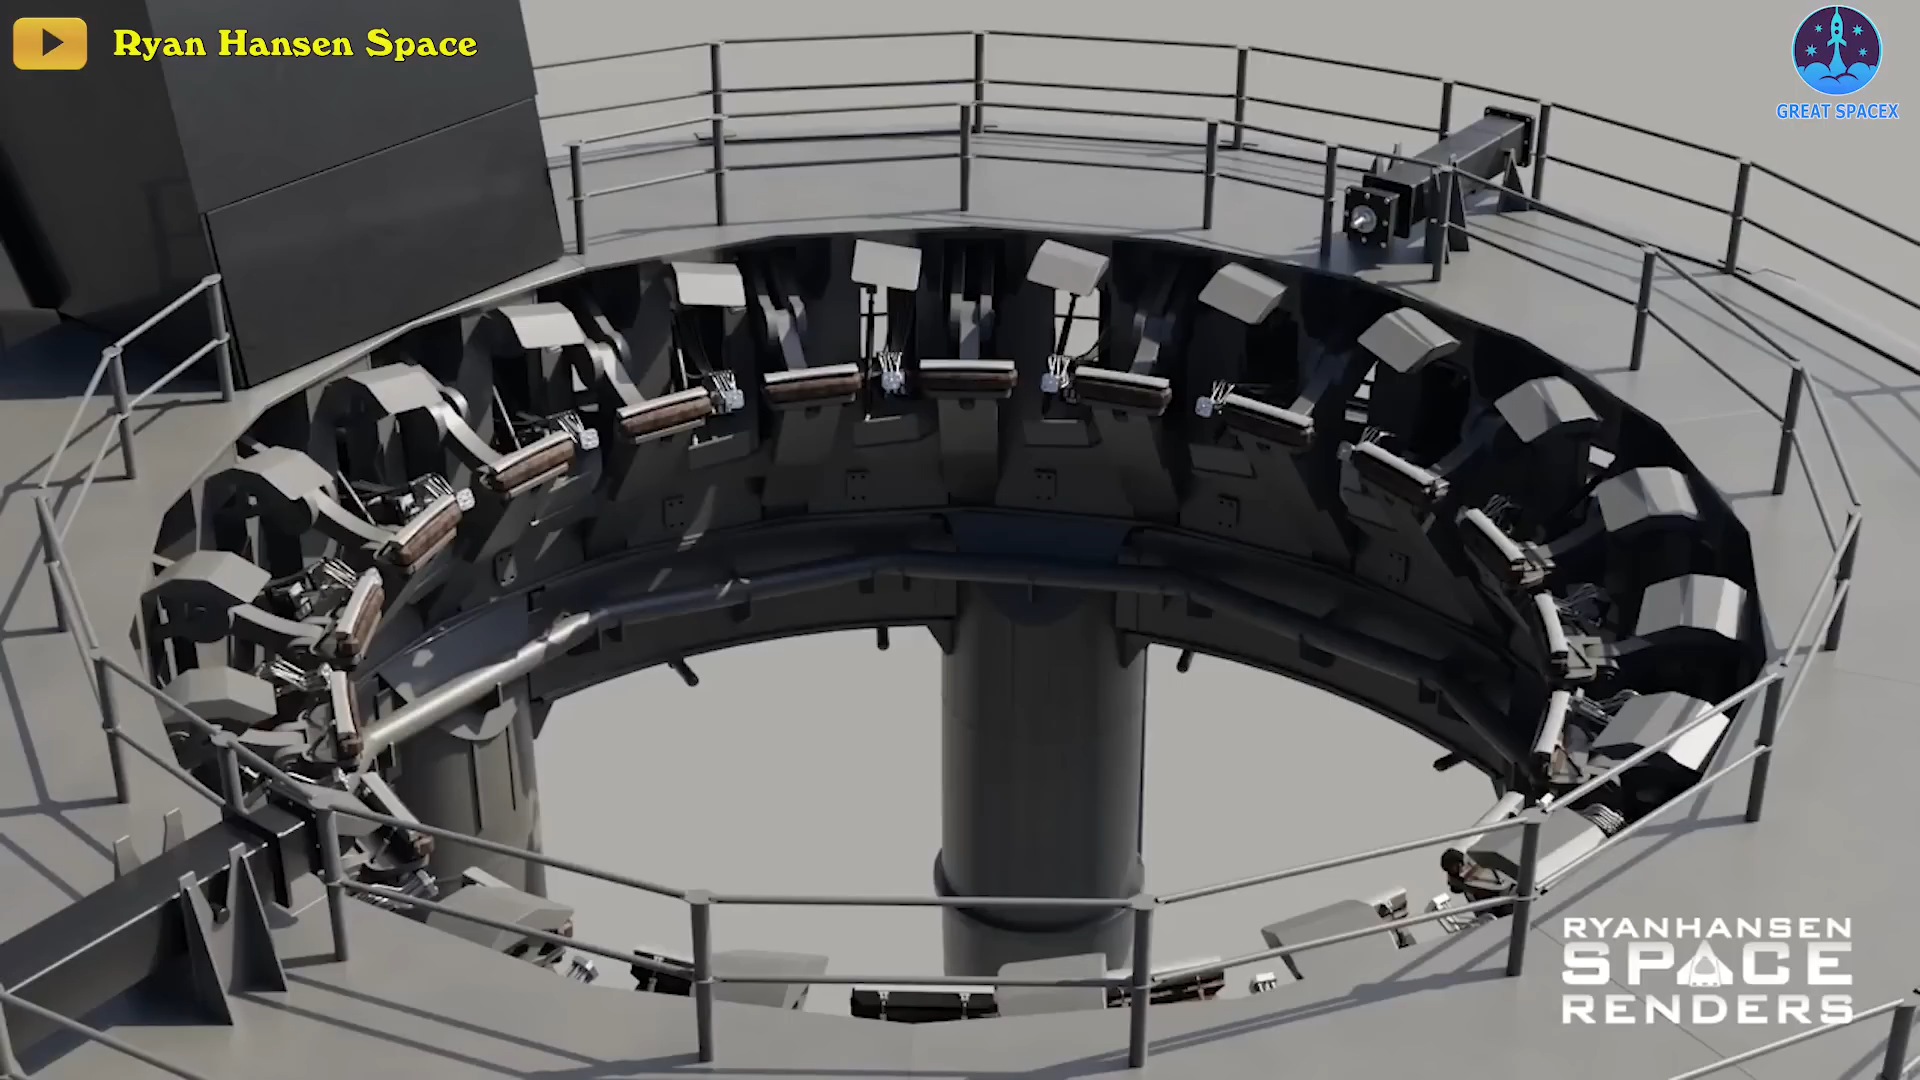 Ryan Hansen Space
GREAT SPACEX
RYANHANSEN
SPACE
RENDERS